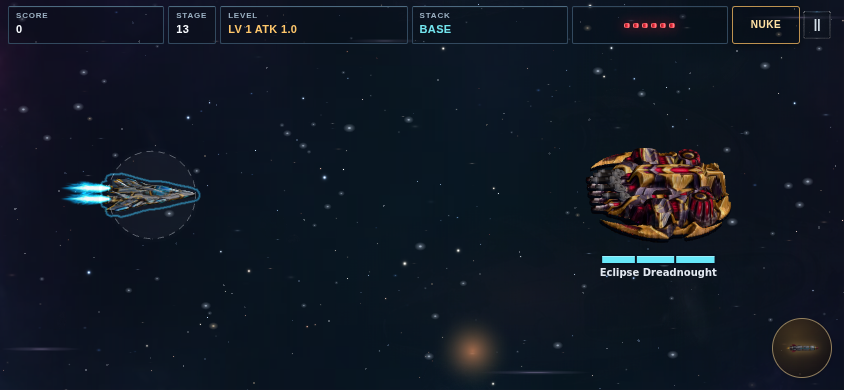 SCORE
0
STAGE
13
LEVEL
LV 1 ATK 1.0
STACK
BASE
NUKE
Eclipse Dreadnought